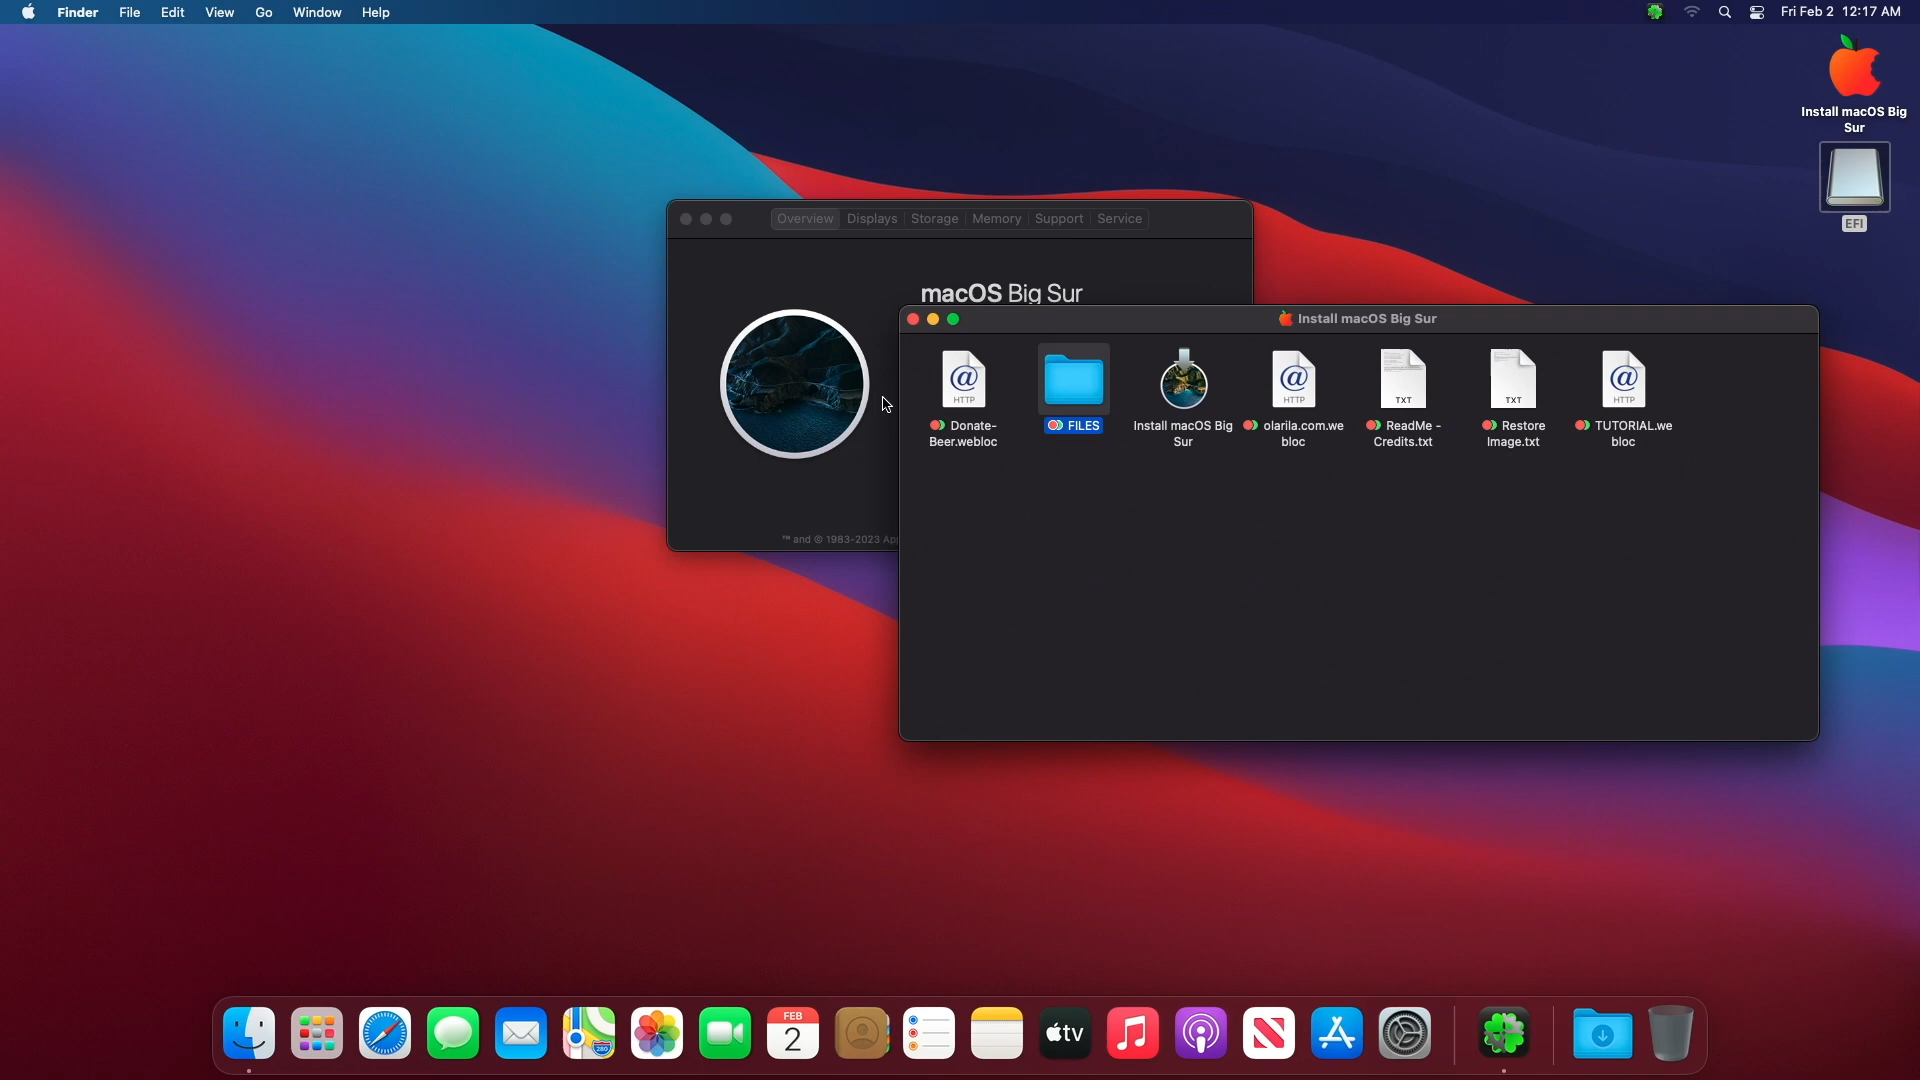 Finder File Edit View Go Window Help
Fri Feb 2 12:17 AM
Install macOS Big
Sur
EFI
Overview Displays Storage Memory Support Service
macOS Big Sur
™ and © 1983-2023 App
Install macOS Big Sur
HTTP
Donate-
Beer.webloc
FILES
Install macOS Big
Sur
HTTP
olarila.com.we
bloc
TXT
ReadMe -
Credits.txt
TXT
Restore
Image.txt
HTTP
TUTORIAL.we
bloc
280
FEB
2
tv